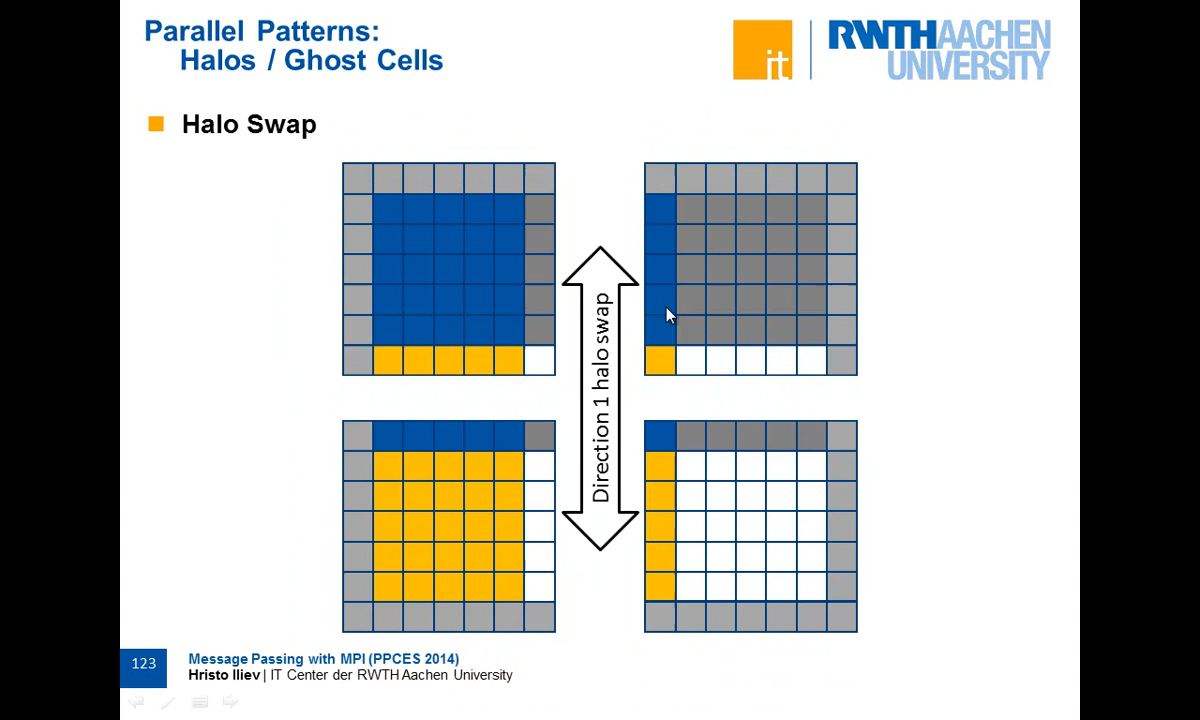 Parallel Patterns:
Halos / Ghost Cells
it
RWTHAACHEN
UNIVERSITY
Halo Swap
Direction 1 halo swap
123
Message Passing with MPI (PPCES 2014)
Hristo Iliev | IT Center der RWTH Aachen University